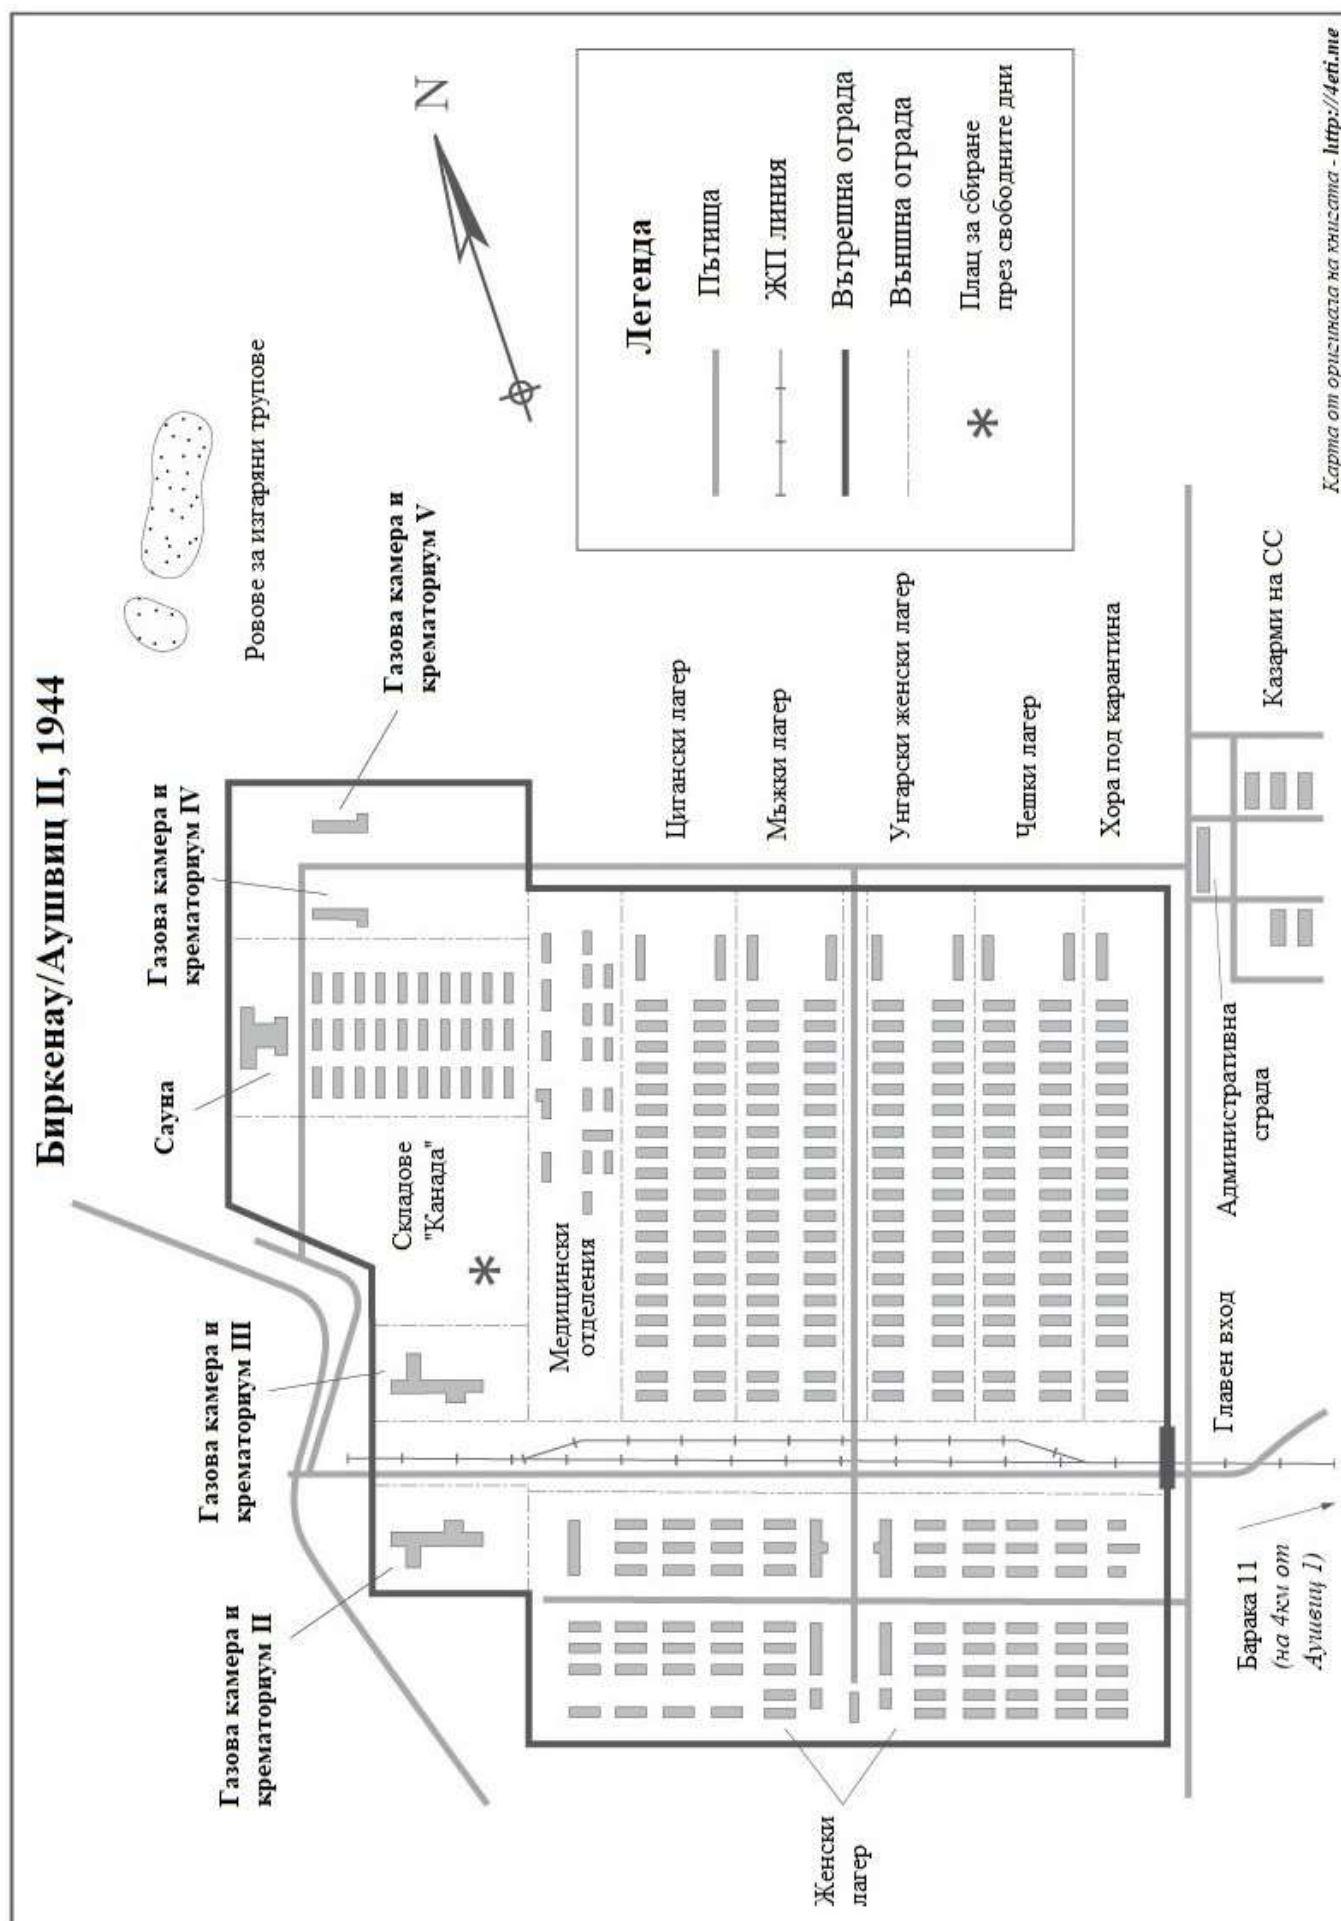 Биркенау/Аушвиц II, 1944
Газова камера и
крематориум II
Газова камера и
крематориум III
Сауна
Газова камера и
крематориум IV
Газова камера и
крематориум V
Ровове за изгаряни трупове
N
Складове
"Канада"
*
Медицински
отделения
Цигански лагер
Мъжки лагер
Унгарски женски лагер
Чешки лагер
Хора под карантина
Женски
лагер
Легенда
Пътища
ЖП линия
Вътрешна ограда
Външна ограда
* Плац за сбиране
през свободните дни
Барака 11
(на 4км от
Аушвиц 1)
Главен вход
Административна
сграда
Казарми на СС
Карта от оригинала на книгата - http://4eti.me